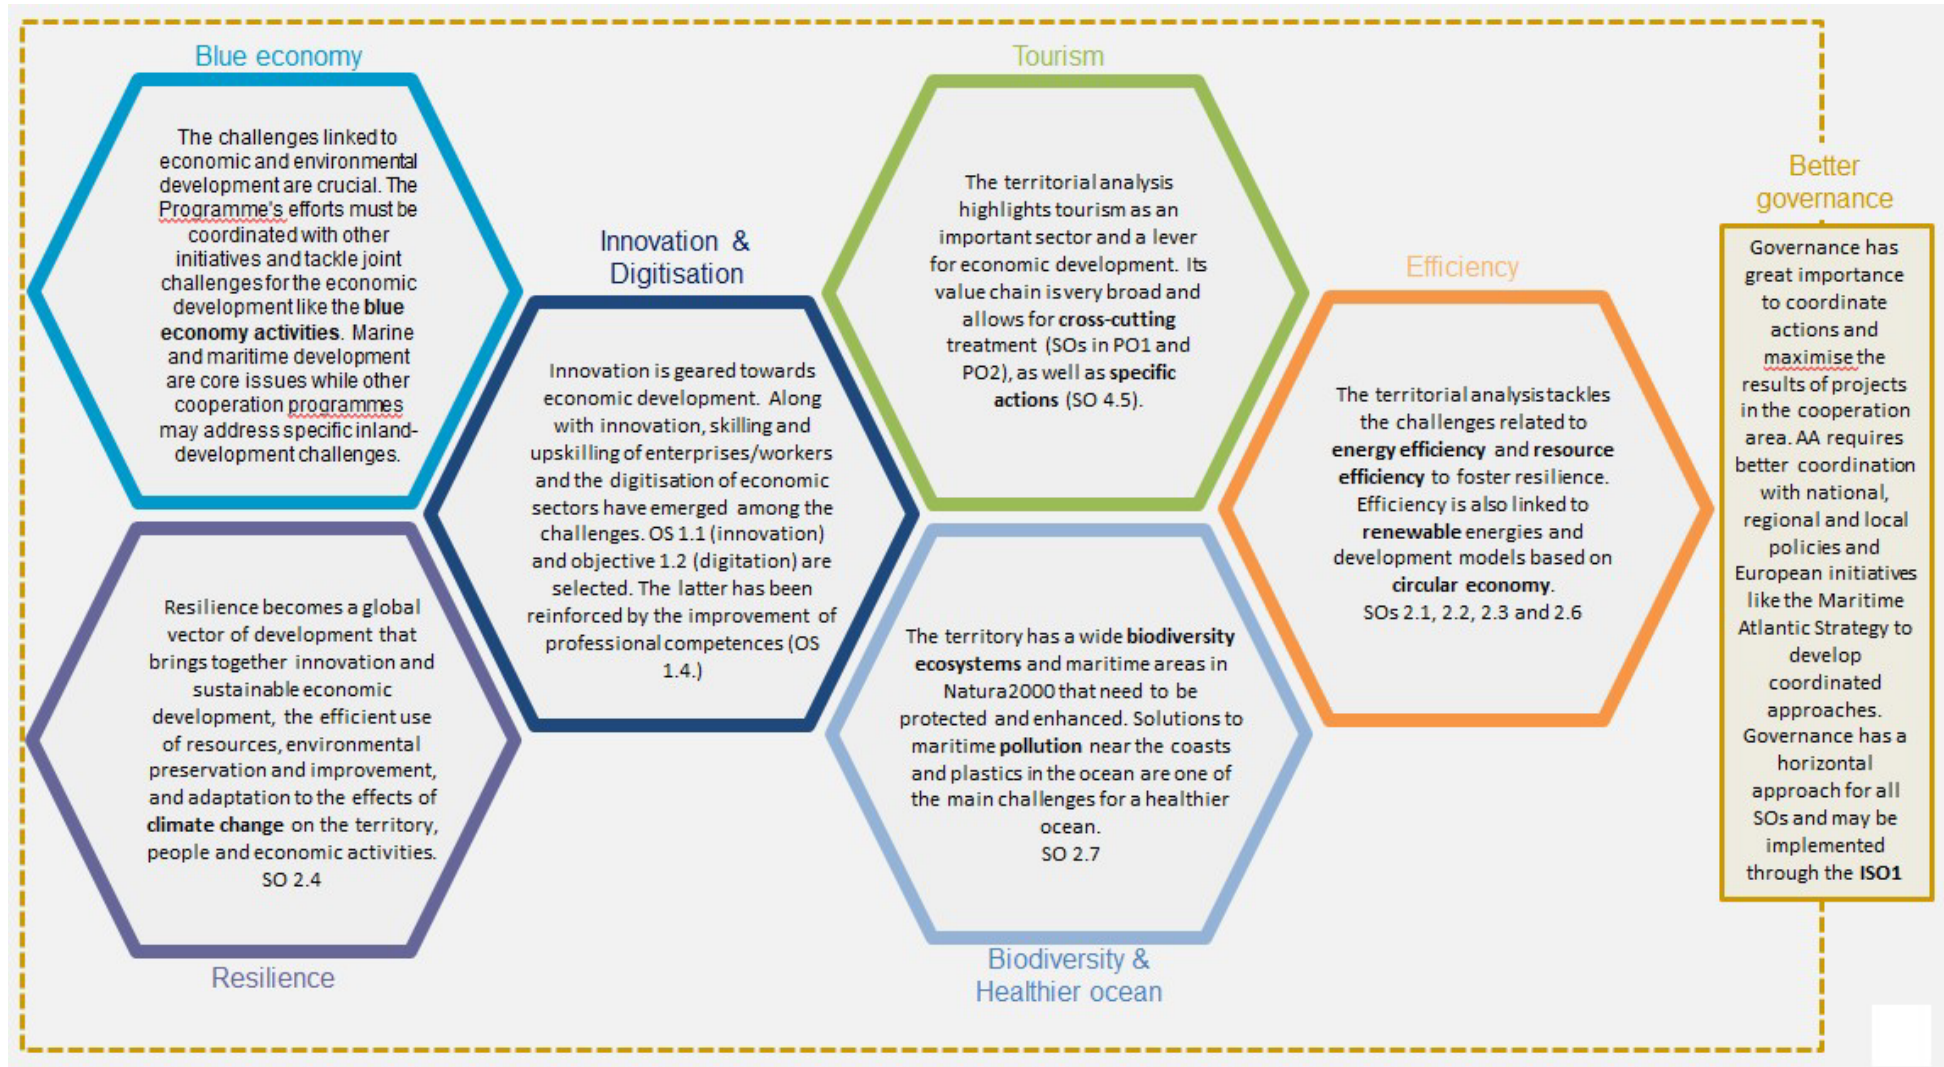 Blue economy
The challenges linked to
economic and environmental
development are crucial. The
Programme's efforts must be
coordinated with other
initiatives and tackle joint
challenges for the economic
development like the blue
economy activities. Marine
and maritime development
are core issues while other
cooperation programmes
may address specific inland-
development challenges.
Resilience becomes a global
vector of development that
brings together innovation and
sustainable economic
development, the efficient use
of resources, environmental
preservation and improvement,
and adaptation to the effects of
climate change on the territory,
people and economic activities.
SO 2.4
Resilience
Innovation &
Digitisation
Innovation is geared towards
economic development. Along
with innovation, skilling and
upskilling of enterprises/workers
and the digitisation of economic
sectors have emerged among the
challenges. OS 1.1 (innovation)
and objective 1.2 (digitation) are
selected. The latter has been
reinforced by the improvement of
professional competences (OS
1.4.)
Tourism
The territorial analysis
highlights tourism as an
important sector and a lever
for economic development. Its
value chain is very broad and
allows for cross-cutting
treatment (SOs in PO1 and
PO2), as well as specific
actions (SO 4.5).
The territory has a wide biodiversity
ecosystems and maritime areas in
Natura2000 that need to be
protected and enhanced. Solutions to
maritime pollution near the coasts
and plastics in the ocean are one of
the main challenges for a healthier
ocean.
SO 2.7
Biodiversity &
Healthier ocean
Efficiency
The territorial analysis tackles
the challenges related to
energy efficiency and resource
efficiency to foster resilience.
Efficiency is also linked to
renewable energies and
development models based on
circular economy.
SOs 2.1, 2.2, 2.3 and 2.6
Better
governance
Governance has
great importance
to coordinate
actions and
maximise the
results of projects
in the cooperation
area. AA requires
better coordination
with national,
regional and local
policies and
European initiatives
like the Maritime
Atlantic Strategy to
develop
coordinated
approaches.
Governance has a
horizontal
approach for all
SOs and may be
implemented
through the ISO1